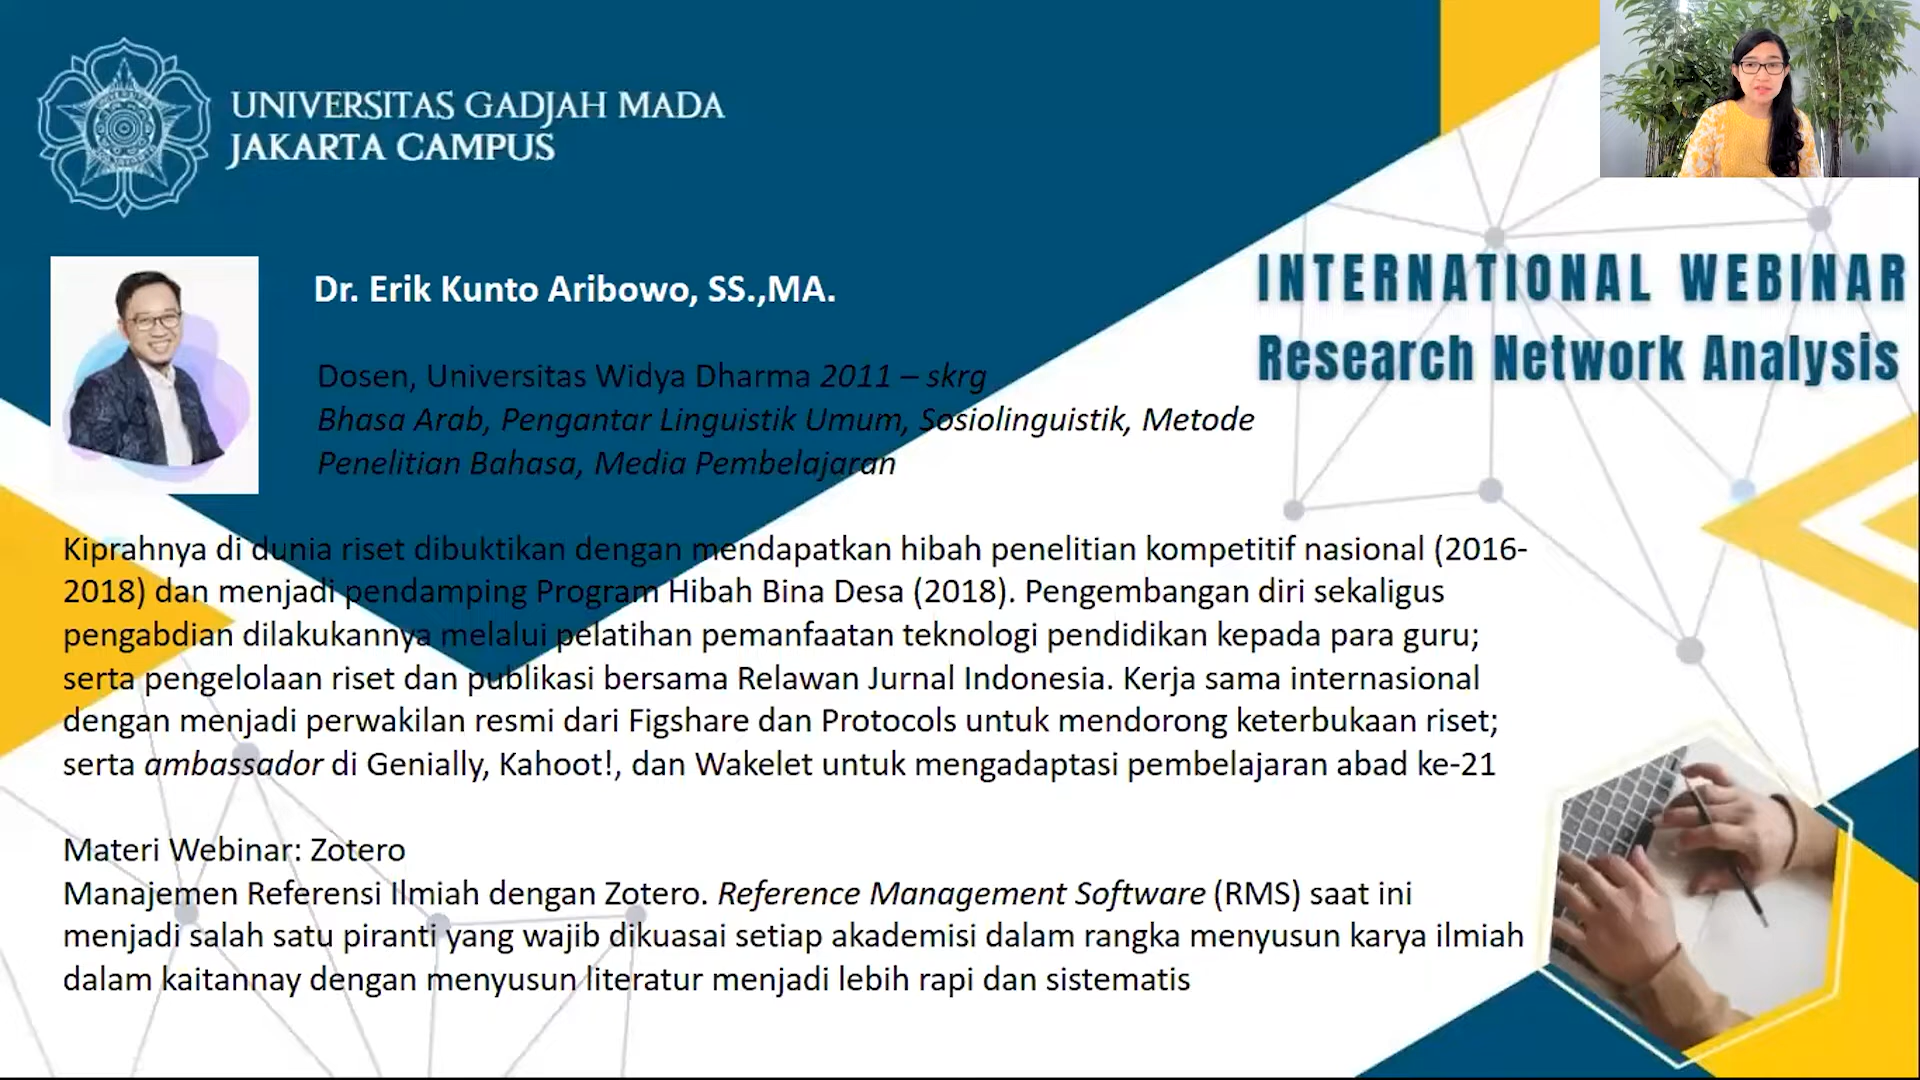 UNIVERSITAS GADJAH MADA
JAKARTA CAMPUS
INTERNATIONAL WEBINAR
Research Network Analysis
Dr. Erik Kunto Aribowo, SS.,MA.
Dosen, Universitas Widya Dharma 2011 – skrg
Bhasa Arab, Pengantar Linguistik Umum, Sosiolinguistik, Metode
Penelitian Bahasa, Media Pembelajaran
Kiprahnya di dunia riset dibuktikan dengan mendapatkan hibah penelitian kompetitif nasional (2016-
2018) dan menjadi pendamping Program Hibah Bina Desa (2018). Pengembangan diri sekaligus
pengabdian dilakukannya melalui pelatihan pemanfaatan teknologi pendidikan kepada para guru;
serta pengelolaan riset dan publikasi bersama Relawan Jurnal Indonesia. Kerja sama internasional
dengan menjadi perwakilan resmi dari Figshare dan Protocols untuk mendorong keterbukaan riset;
serta ambassador di Genially, Kahoot!, dan Wakelet untuk mengadaptasi pembelajaran abad ke-21
Materi Webinar: Zotero
Manajemen Referensi Ilmiah dengan Zotero. Reference Management Software (RMS) saat ini
menjadi salah satu piranti yang wajib dikuasai setiap akademisi dalam rangka menyusun karya ilmiah
dalam kaitannay dengan menyusun literatur menjadi lebih rapi dan sistematis